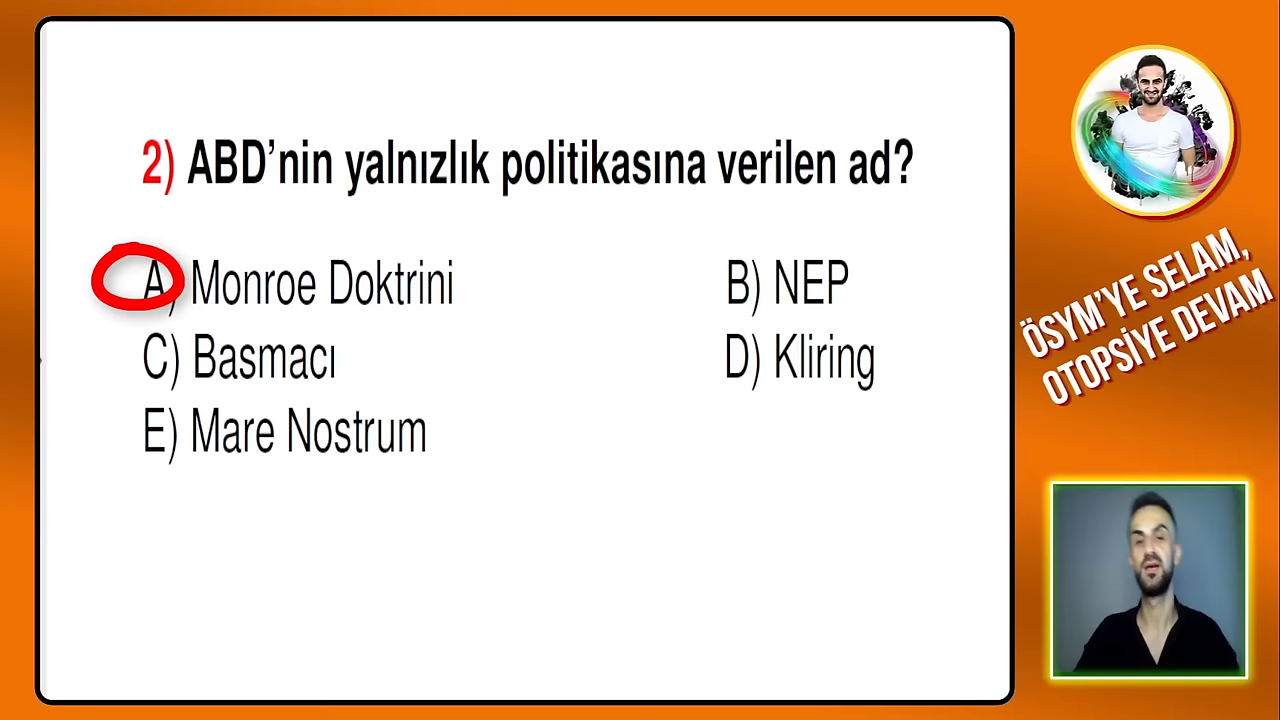 2) ABD’nin yalnızlık politikasına verilen ad?
A) Monroe Doktrini
B) NEP
C) Basmacı
D) Kliring
E) Mare Nostrum
ÖSYM’YE SELAM,
OTOPSİYE DEVAM